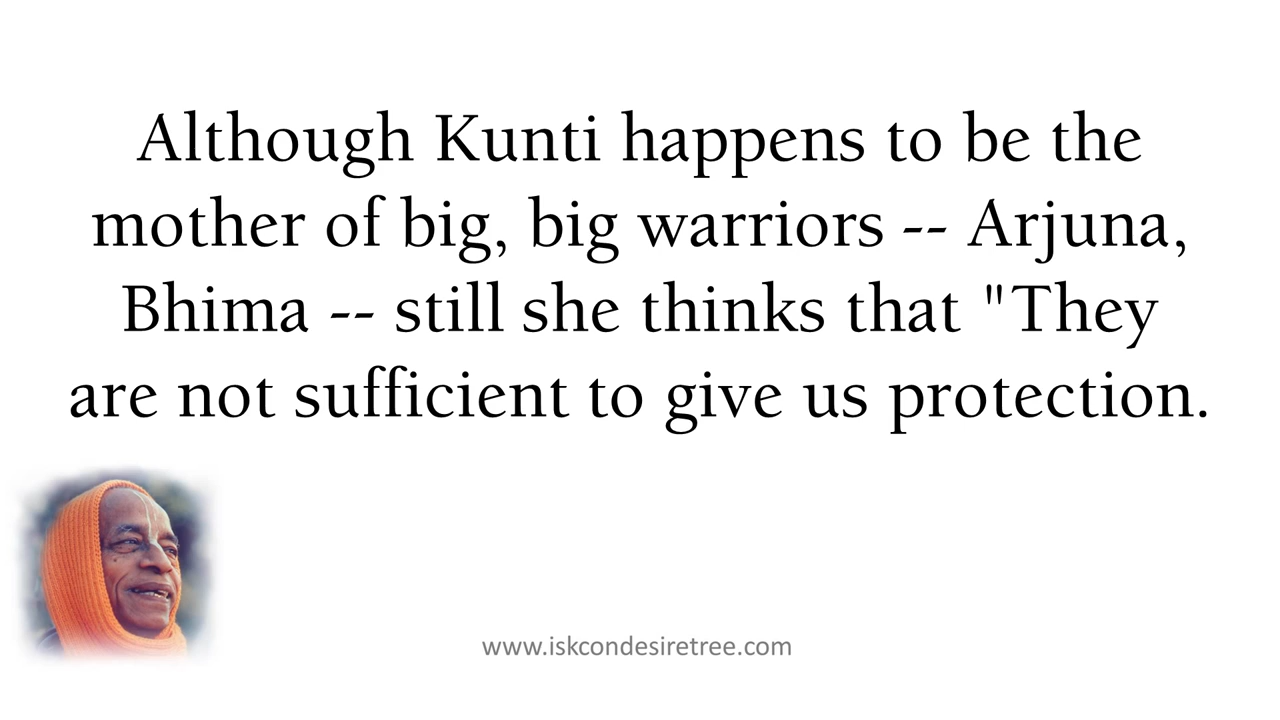 Although Kunti happens to be the
mother of big, big warriors -- Arjuna,
Bhima -- still she thinks that "They
are not sufficient to give us protection.
www.iskcondesiretree.com